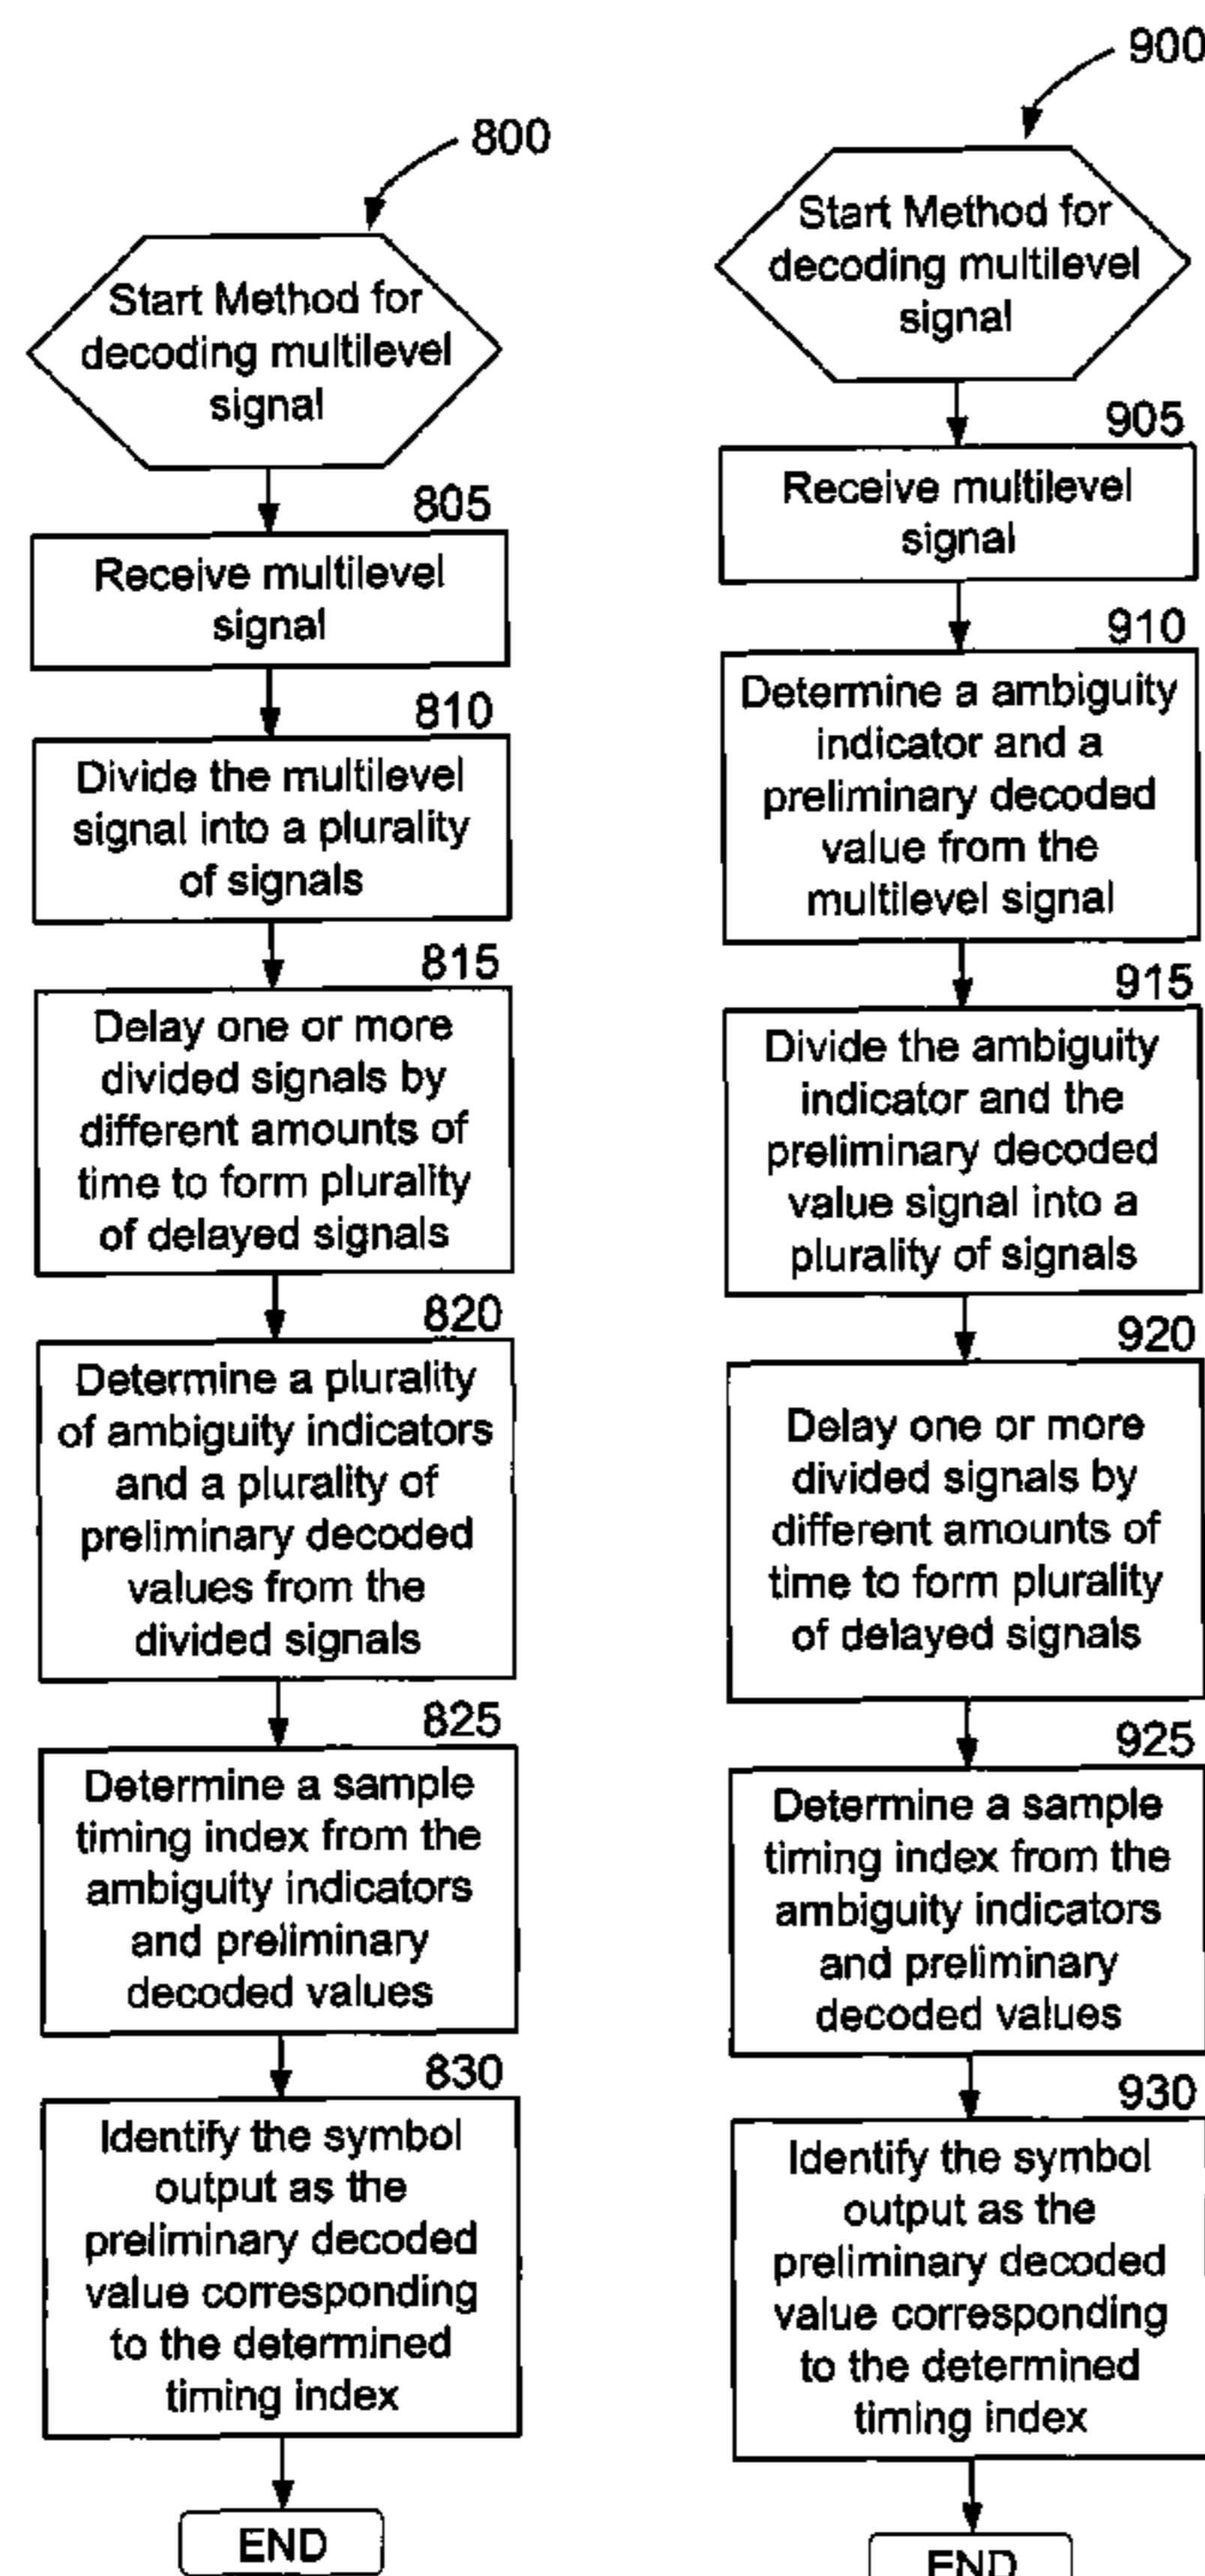 800
Start Method for
decoding multilevel
signal
805
Receive multilevel
signal
810
Divide the multilevel
signal into a plurality
of signals
815
Delay one or more
divided signals by
different amounts of
time to form plurality
of delayed signals
820
Determine a plurality
of ambiguity indicators
and a plurality of
preliminary decoded
values from the
divided signals
825
Determine a sample
timing index from the
ambiguity indicators
and preliminary
decoded values
830
Identify the symbol
output as the
preliminary decoded
value corresponding
to the determined
timing index
END
900
Start Method for
decoding multilevel
signal
905
Receive multilevel
signal
910
Determine a ambiguity
indicator and a
preliminary decoded
value from the
multilevel signal
915
Divide the ambiguity
indicator and the
preliminary decoded
value signal into a
plurality of signals
920
Delay one or more
divided signals by
different amounts of
time to form plurality
of delayed signals
925
Determine a sample
timing index from the
ambiguity indicators
and preliminary
decoded values
930
Identify the symbol
output as the
preliminary decoded
value corresponding
to the determined
timing index
END